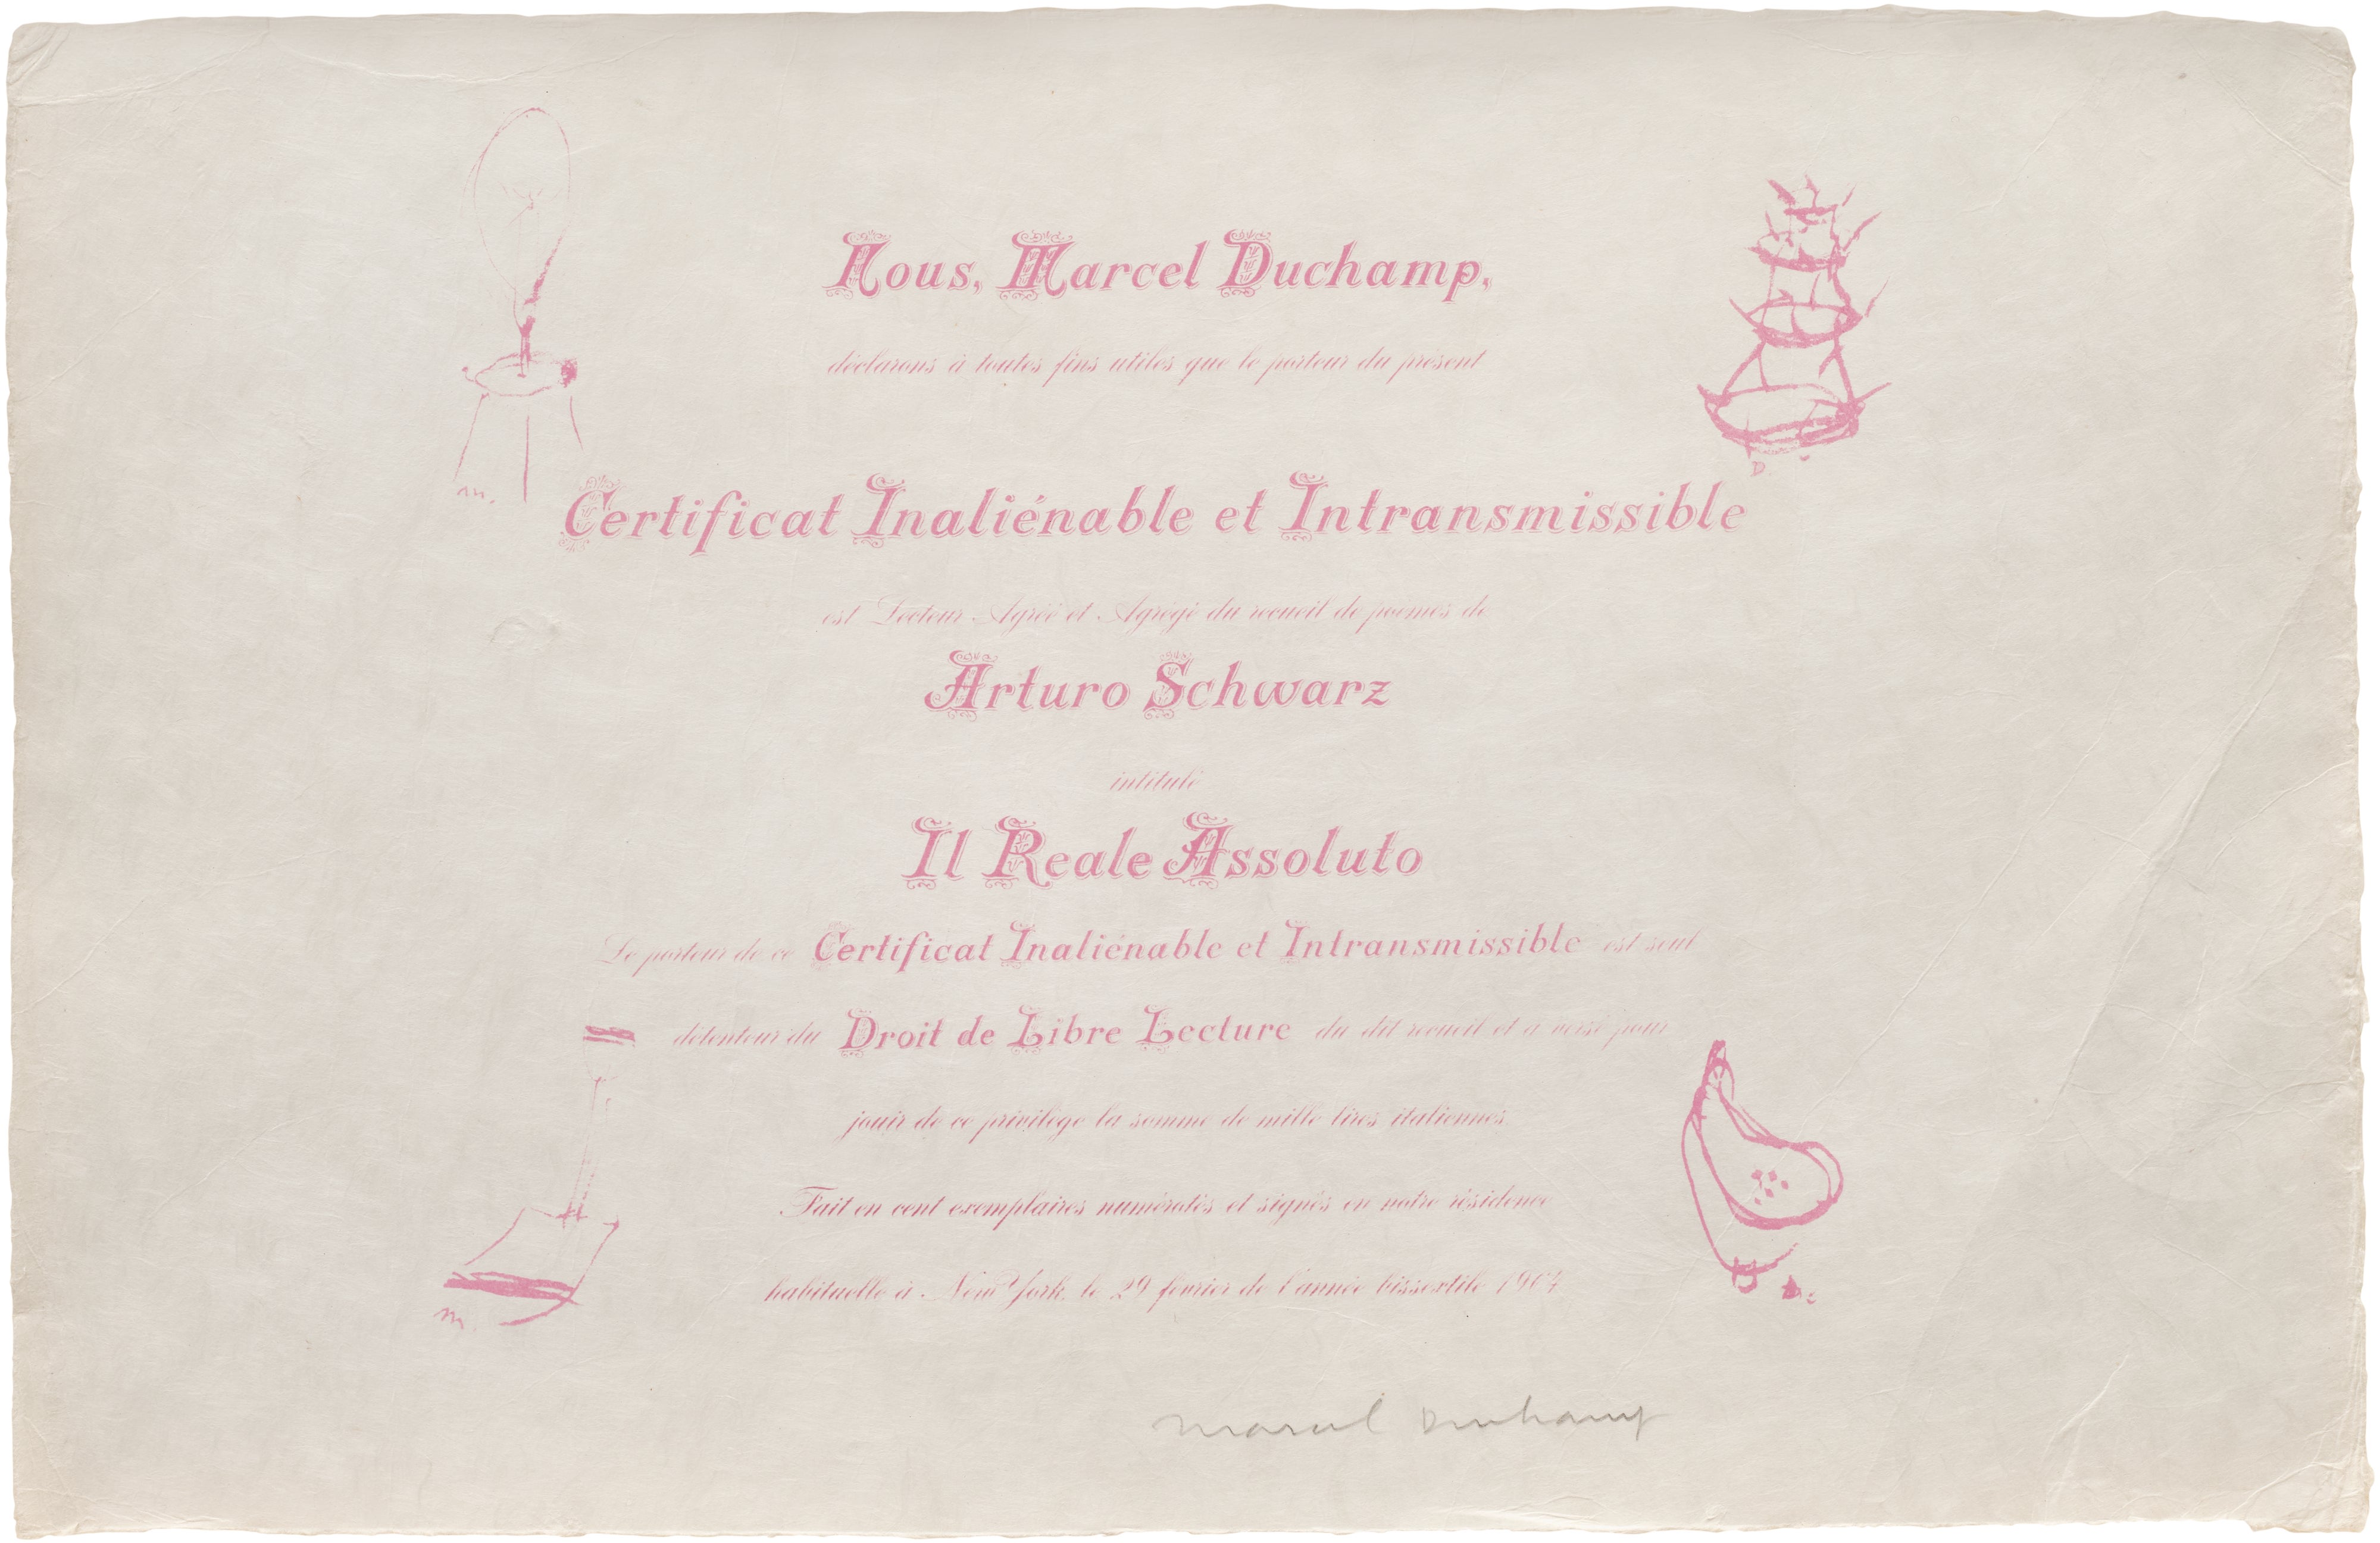 Nous, Marcel Duchamp,
déclarons à toutes fins utiles que le porteur du présent
Certificat Inaliénable et Intransmissible
est Lecteur Agréé et Agrégé du recueil de poèmes de
Arturo Schwarz
intitulé
Il Reale Assoluto
Le porteur de ce Certificat Inaliénable et Intransmissible est seul
détenteur du Droit de Libre Lecture du dit recueil et a versé pour
jouir de ce privilège la somme de mille lires italiennes
Fait en cent exemplaires numérotés et signés en notre résidence
habituelle à New York le 29 février de l'année bissextile 1964
m.
D.
m.
D.
Marcel Duchamp